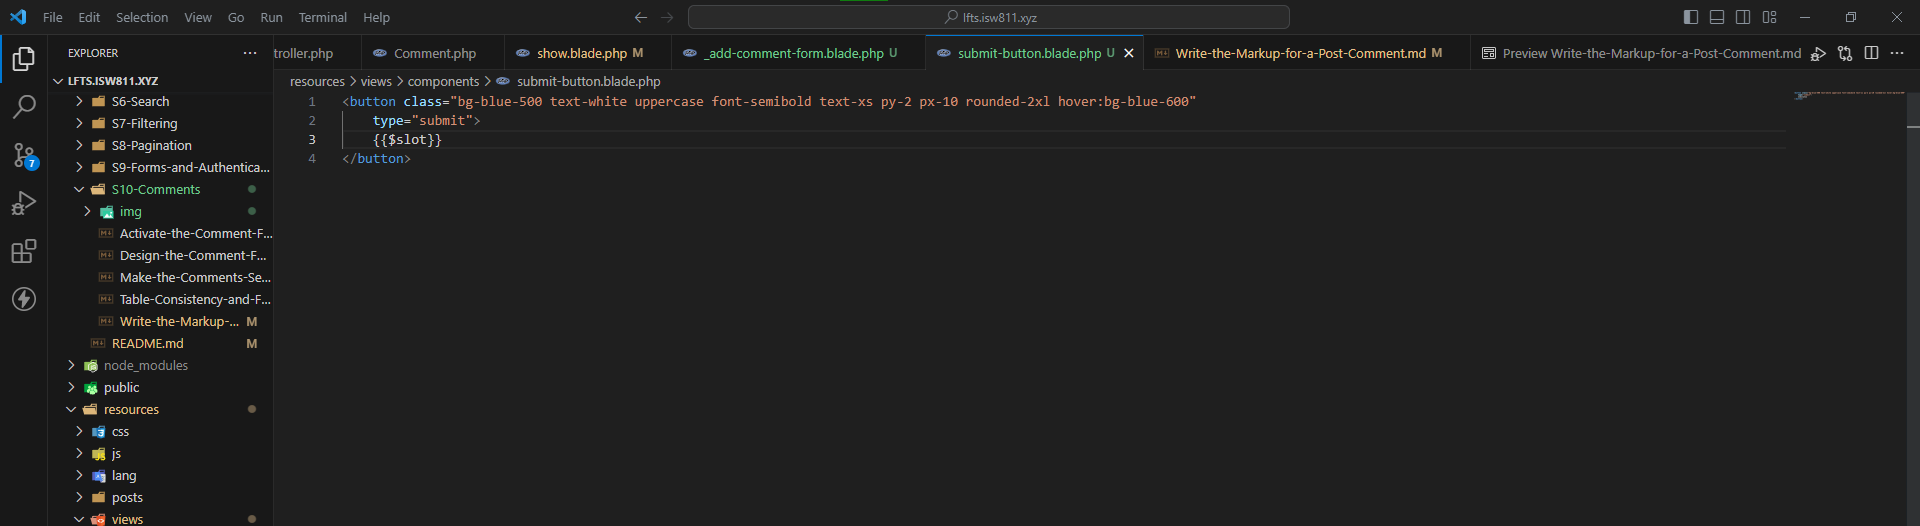 File Edit Selection View Go Run Terminal Help
lfts.isw811.xyz
EXPLORER
troller.php
Comment.php
show.blade.php M
_add-comment-form.blade.php U
submit-button.blade.php U
Write-the-Markup-for-a-Post-Comment.md M
Preview Write-the-Markup-for-a-Post-Comment.md
LFTS.ISW811.XYZ
resources > views > components > submit-button.blade.php
S6-Search
S7-Filtering
S8-Pagination
S9-Forms-and-Authentica...
S10-Comments
img
Activate-the-Comment-F...
Design-the-Comment-F...
Make-the-Comments-Se...
Table-Consistency-and-F...
Write-the-Markup-... M
README.md M
node_modules
public
resources
css
js
lang
posts
views
7
1 <button class="bg-blue-500 text-white uppercase font-semibold text-xs py-2 px-10 rounded-2xl hover:bg-blue-600"
2 type="submit">
3 {{$slot}}
4 </button>